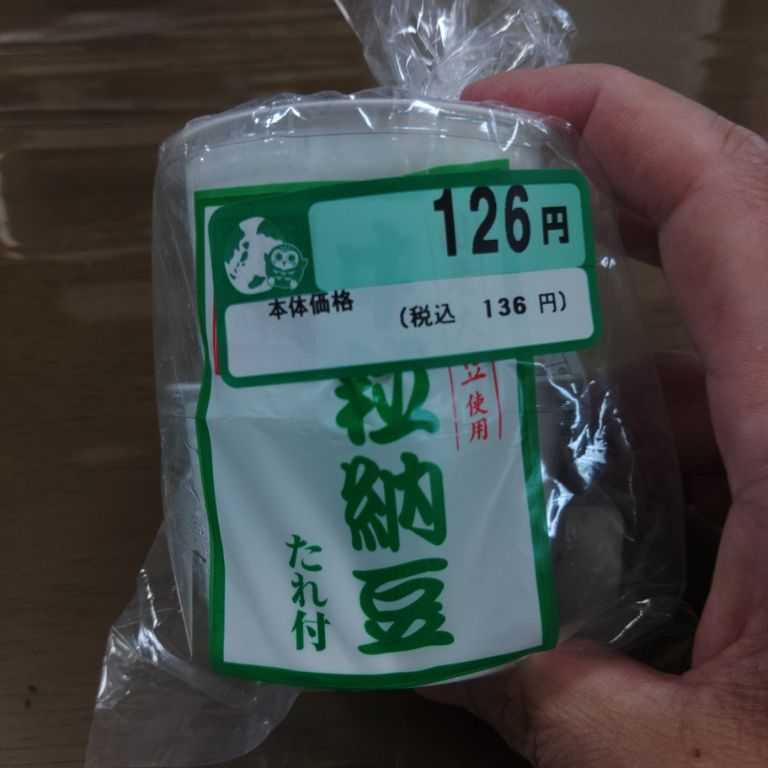 126円
本体価格
(税込 136円)
豆使用
粒納豆
たれ付